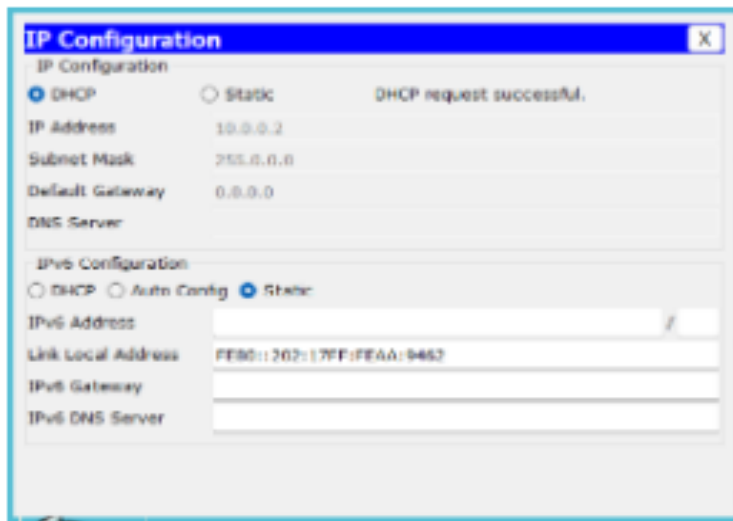 IP Configuration X
IP Configuration
DHCP Static DHCP request successful.
IP Address 10.0.0.2
Subnet Mask 255.0.0.0
Default Gateway 0.0.0.0
DNS Server
IPv6 Configuration
DHCP Auto Config Static
IPv6 Address /
Link Local Address FE80::202:17FF:FEAA:9462
IPv6 Gateway
IPv6 DNS Server